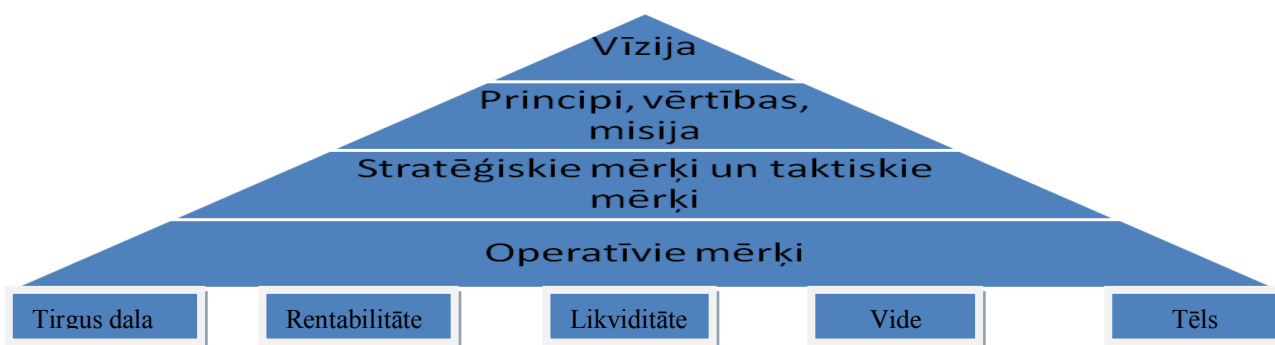 Vīzija
Principi, vērtības,
misija
Stratēģiskie mērķi un taktiskie
mērķi
Operatīvie mērķi
Tirgus daļa
Rentabilitāte
Likviditāte
Vide
Tēls